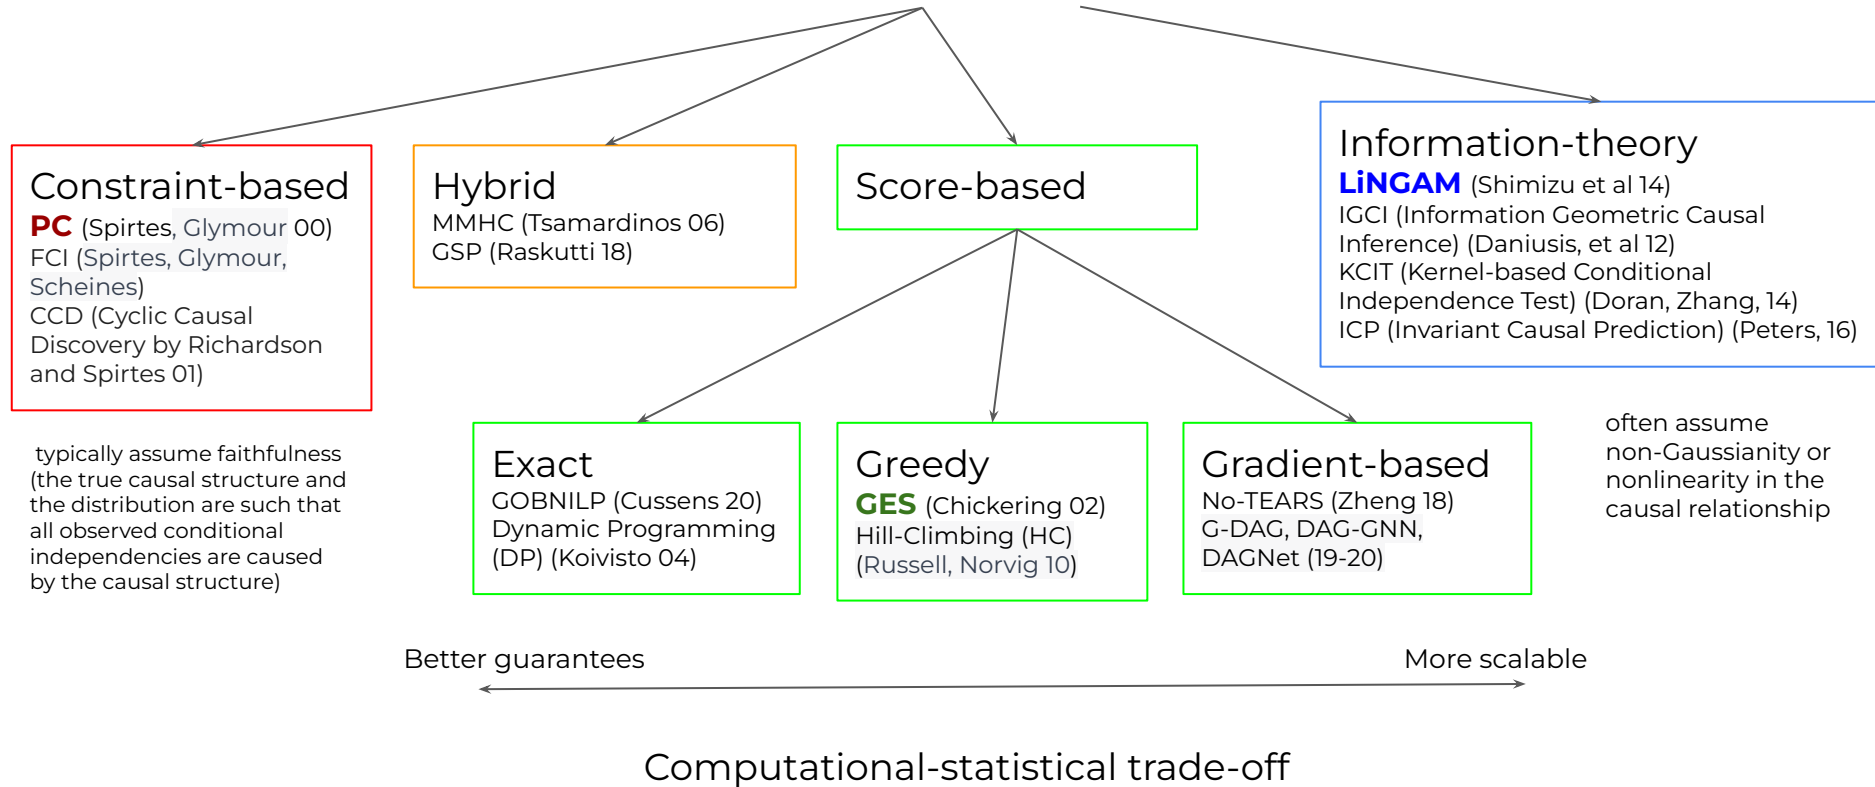 Constraint-based
PC (Spirtes, Glymour 00)
FCI (Spirtes, Glymour,
Scheines)
CCD (Cyclic Causal
Discovery by Richardson
and Spirtes 01)
typically assume faithfulness
(the true causal structure and
the distribution are such that
all observed conditional
independencies are caused
by the causal structure)
Hybrid
MMHC (Tsamardinos 06)
GSP (Raskutti 18)
Score-based
Information-theory
LiNGAM (Shimizu et al 14)
IGCI (Information Geometric Causal
Inference) (Daniusis, et al 12)
KCIT (Kernel-based Conditional
Independence Test) (Doran, Zhang, 14)
ICP (Invariant Causal Prediction) (Peters, 16)
often assume
non-Gaussianity or
nonlinearity in the
causal relationship
Exact
GOBNILP (Cussens 20)
Dynamic Programming
(DP) (Koivisto 04)
Greedy
GES (Chickering 02)
Hill-Climbing (HC)
(Russell, Norvig 10)
Gradient-based
No-TEARS (Zheng 18)
G-DAG, DAG-GNN,
DAGNet (19-20)
Better guarantees
More scalable
Computational-statistical trade-off